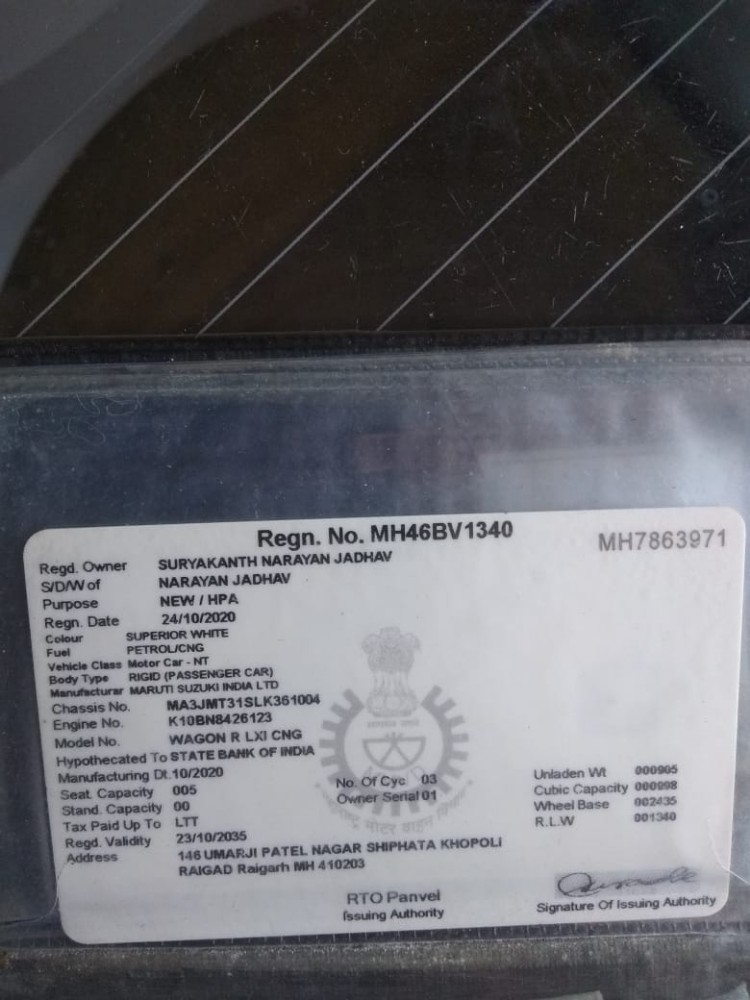 Regn. No. MH46BV1340
MH7863971
Regd. Owner SURYAKANTH NARAYAN JADHAV
S/D/W of NARAYAN JADHAV
Purpose NEW / HPA
Regn. Date 24/10/2020
Colour SUPERIOR WHITE
Fuel PETROL/CNG
Vehicle Class Motor Car - NT
Body Type RIGID (PASSENGER CAR)
Manufacturar MARUTI SUZUKI INDIA LTD
Chassis No. MA3JMT31SLK361004
Engine No. K10BN8426123
Model No. WAGON R LXI CNG
Hypothecated To STATE BANK OF INDIA
Manufacturing Dt. 10/2020
Seat Capacity 005 No. Of Cyc 03 Unladen Wt 000905
Stand. Capacity 00 Owner Serial 01 Cubic Capacity 000998
Tax Paid Up To LTT Wheel Base 002435
Regd. Validity 23/10/2035 R.L.W 001340
Address 146 UMARJI PATEL NAGAR SHIPHATA KHOPOLI
RAIGAD Raigarh MH 410203
RTO Panvel
Issuing Authority
Signature Of Issuing Authority